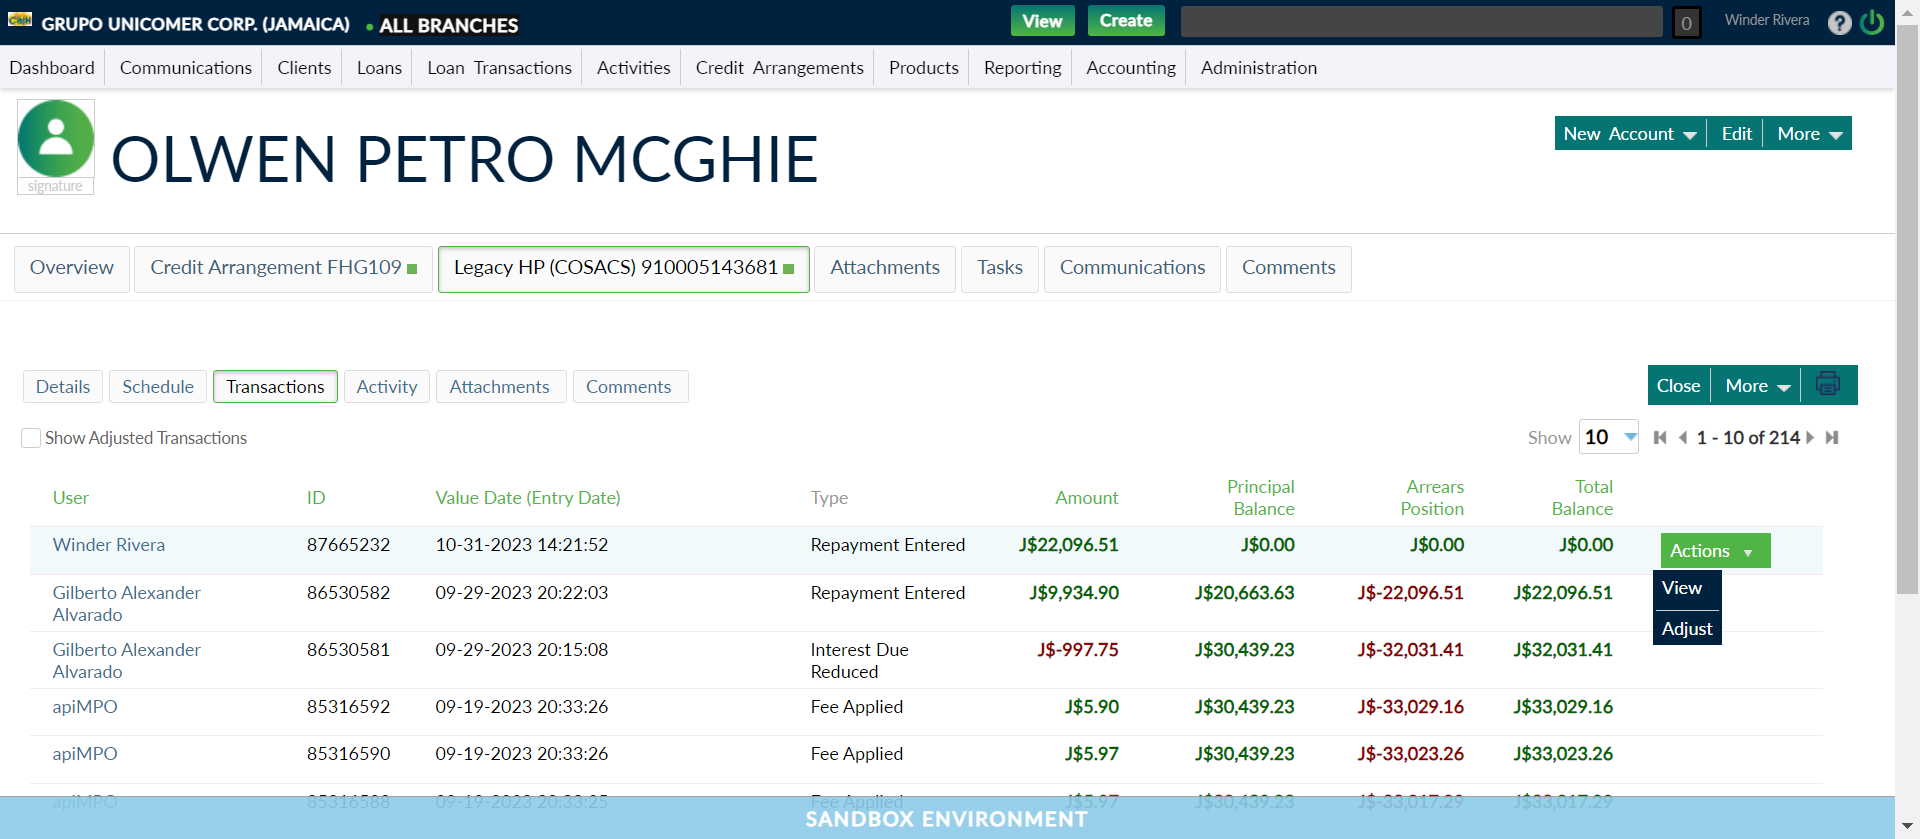 GRUPO UNICOMER CORP. (JAMAICA) • ALL BRANCHES View Create 0 Winder Rivera ?
Dashboard Communications Clients Loans Loan Transactions Activities Credit Arrangements Products Reporting Accounting Administration
signature
OLWEN PETRO MCGHIE
New Account Edit More
Overview Credit Arrangement FHG109 Legacy HP (COSACS) 910005143681 Attachments Tasks Communications Comments
Details Schedule Transactions Activity Attachments Comments
Close More
Show Adjusted Transactions
Show 10 1 - 10 of 214
User ID Value Date (Entry Date) Type Amount Principal Balance Arrears Position Total Balance
Winder Rivera 87665232 10-31-2023 14:21:52 Repayment Entered J$22,096.51 J$0.00 J$0.00 J$0.00 Actions
View
Adjust
Gilberto Alexander Alvarado 86530582 09-29-2023 20:22:03 Repayment Entered J$9,934.90 J$20,663.63 J$-22,096.51 J$22,096.51
Gilberto Alexander Alvarado 86530581 09-29-2023 20:15:08 Interest Due Reduced J$-997.75 J$30,439.23 J$-32,031.41 J$32,031.41
apiMPO 85316592 09-19-2023 20:33:26 Fee Applied J$5.90 J$30,439.23 J$-33,029.16 J$33,029.16
apiMPO 85316590 09-19-2023 20:33:26 Fee Applied J$5.97 J$30,439.23 J$-33,023.26 J$33,023.26
apiMPO 85316588 09-19-2023 20:33:25 Fee Applied J$5.97 J$30,439.23 J$-33,017.29 J$33,017.29
SANDBOX ENVIRONMENT